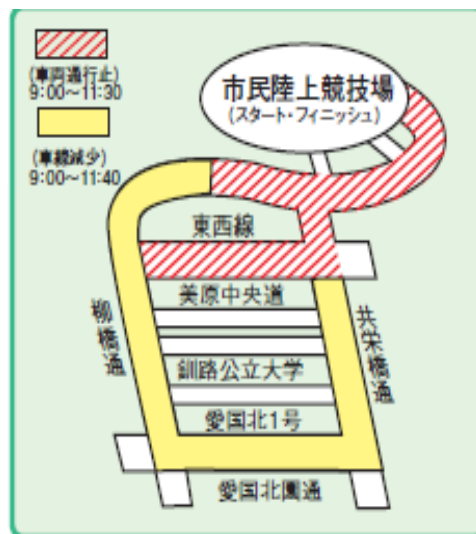 (車両通行止)
9:00～11:30
(車線減少)
9:00～11:40
市民陸上競技場
(スタート・フィニッシュ)
東西線
美原中央道
柳橋通
共栄橋通
釧路公立大学
愛国北1号
愛国北園通